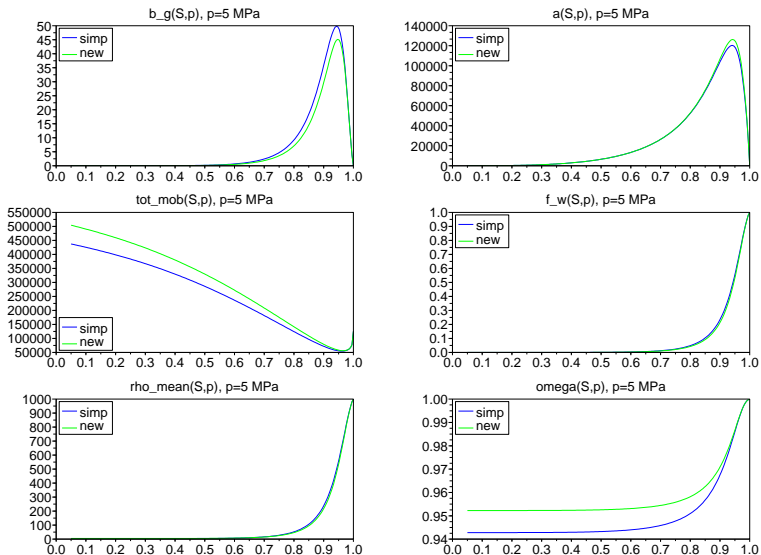 b_g(S,p), p=5 MPa
50
45
40
35
30
25
20
15
10
5
0
simp
new
0.0 0.1 0.2 0.3 0.4 0.5 0.6 0.7 0.8 0.9 1.0
a(S,p), p=5 MPa
140000
120000
100000
80000
60000
40000
20000
0
simp
new
0.0 0.1 0.2 0.3 0.4 0.5 0.6 0.7 0.8 0.9 1.0
tot_mob(S,p), p=5 MPa
550000
500000
450000
400000
350000
300000
250000
200000
150000
100000
50000
simp
new
0.0 0.1 0.2 0.3 0.4 0.5 0.6 0.7 0.8 0.9 1.0
f_w(S,p), p=5 MPa
1.0
0.9
0.8
0.7
0.6
0.5
0.4
0.3
0.2
0.1
0.0
simp
new
0.0 0.1 0.2 0.3 0.4 0.5 0.6 0.7 0.8 0.9 1.0
rho_mean(S,p), p=5 MPa
1000
900
800
700
600
500
400
300
200
100
0
simp
new
0.0 0.1 0.2 0.3 0.4 0.5 0.6 0.7 0.8 0.9 1.0
omega(S,p), p=5 MPa
1.00
0.99
0.98
0.97
0.96
0.95
0.94
simp
new
0.0 0.1 0.2 0.3 0.4 0.5 0.6 0.7 0.8 0.9 1.0